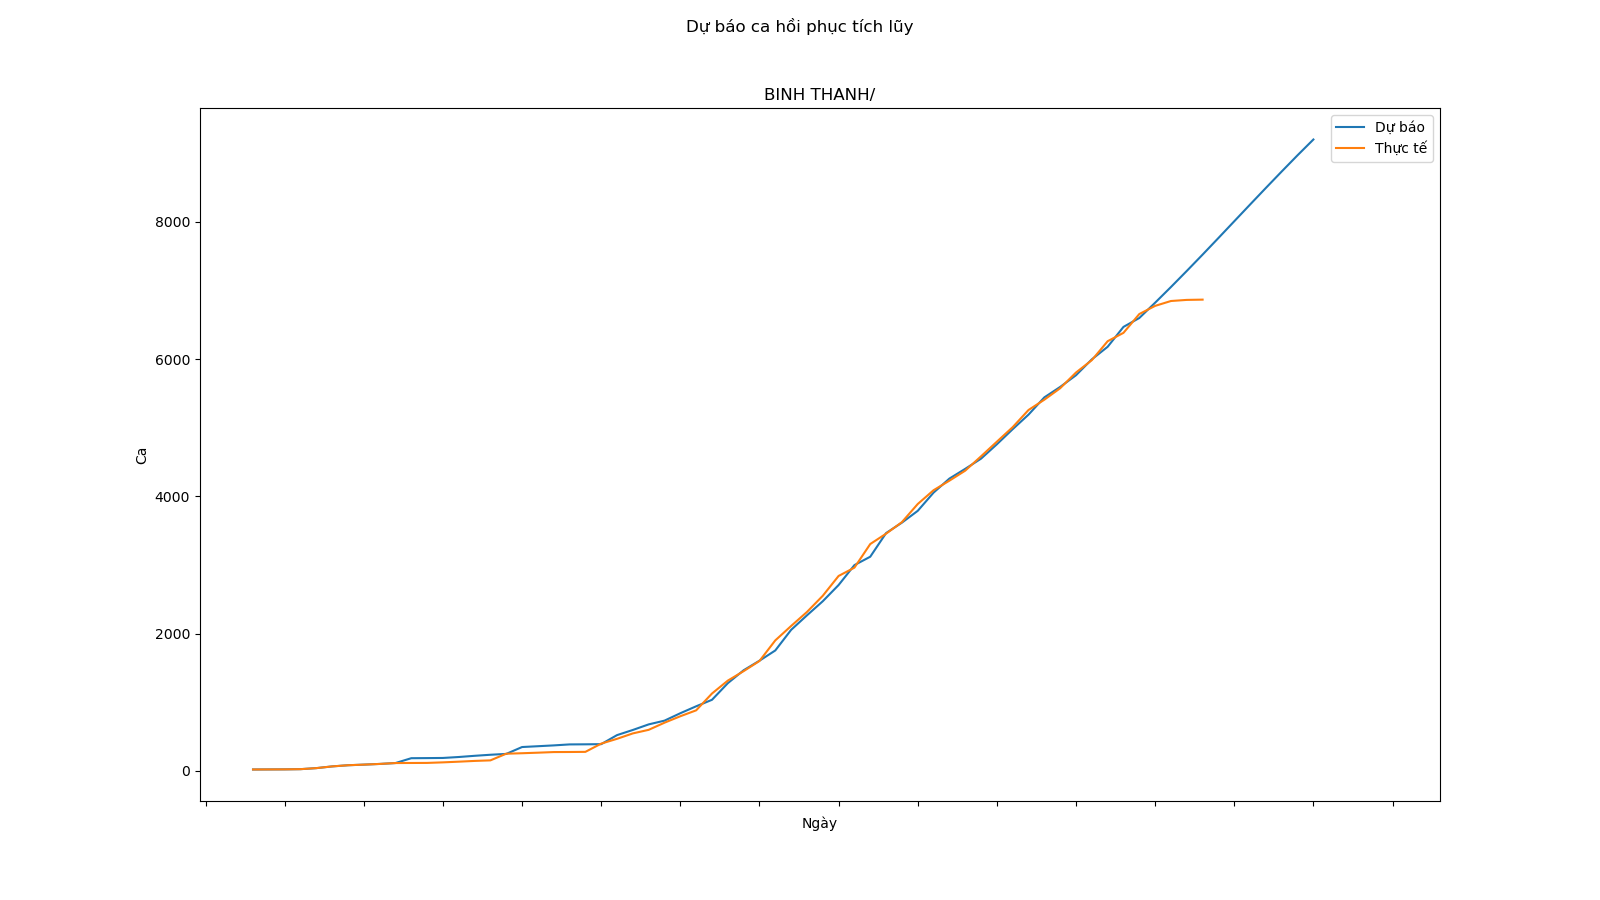 Dự báo ca hồi phục tích lũy
BINH THANH/
Dự báo
Thực tế
8000
6000
4000
2000
0
Ca
Ngày